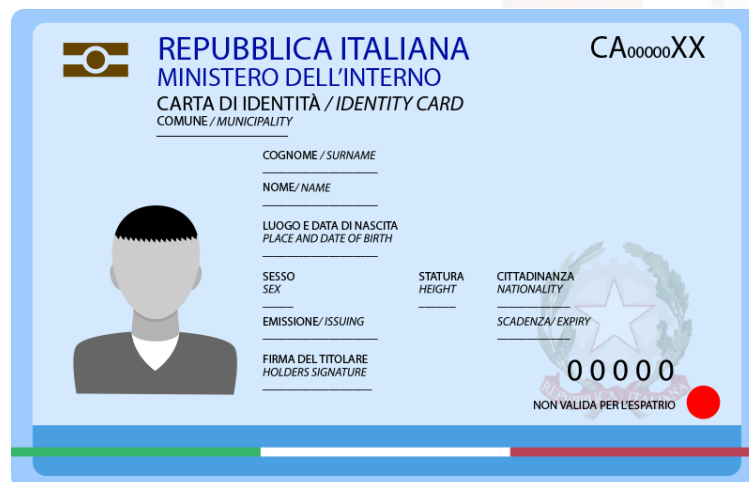 REPUBBLICA ITALIANA
CA00000XX
MINISTERO DELL'INTERNO
CARTA DI IDENTITÀ / IDENTITY CARD
COMUNE / MUNICIPALITY
COGNOME / SURNAME
NOME/ NAME
LUOGO E DATA DI NASCITA
PLACE AND DATE OF BIRTH
SESSO STATURA CITTADINANZA
SEX HEIGHT NATIONALITY
EMISSIONE/ ISSUING SCADENZA/ EXPIRY
FIRMA DEL TITOLARE
HOLDERS SIGNATURE
00000
NON VALIDA PER L'ESPATRIO